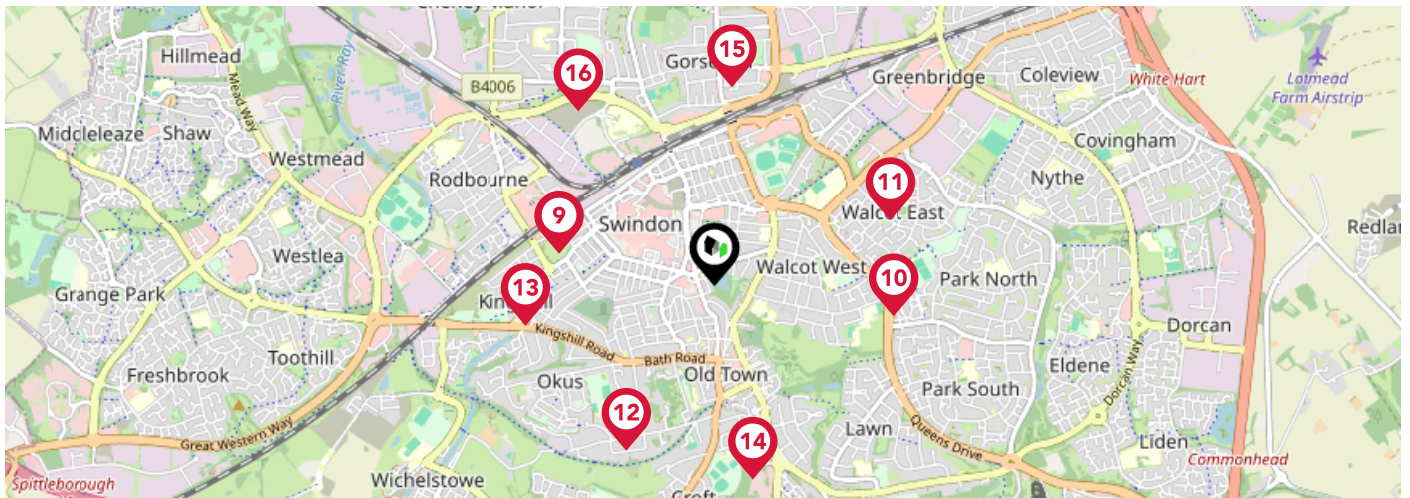 Hillmead
River Ray
Mead Way
Midcleleaze
Shaw
Westmead
B4006
16
15
Greenbridge
Coleview
White Hart
Lotmead
Farm Airstrip
Covingham
Nythe
Rodbourne
9
Swindon
11
Walcot East
Redlan
Westlea
Walcot West
10
Park North
Grange Park
13
Kingshill
Kingshill Road
Bath Road
Old Town
Dorcan
Toothill
Freshbrook
Okus
Eldene
Dorcan Way
Park South
12
14
Lawn
Queens Drive
Great Western Way
Liden
Commonhead
Spittleborough
Wichelstowe
Croft